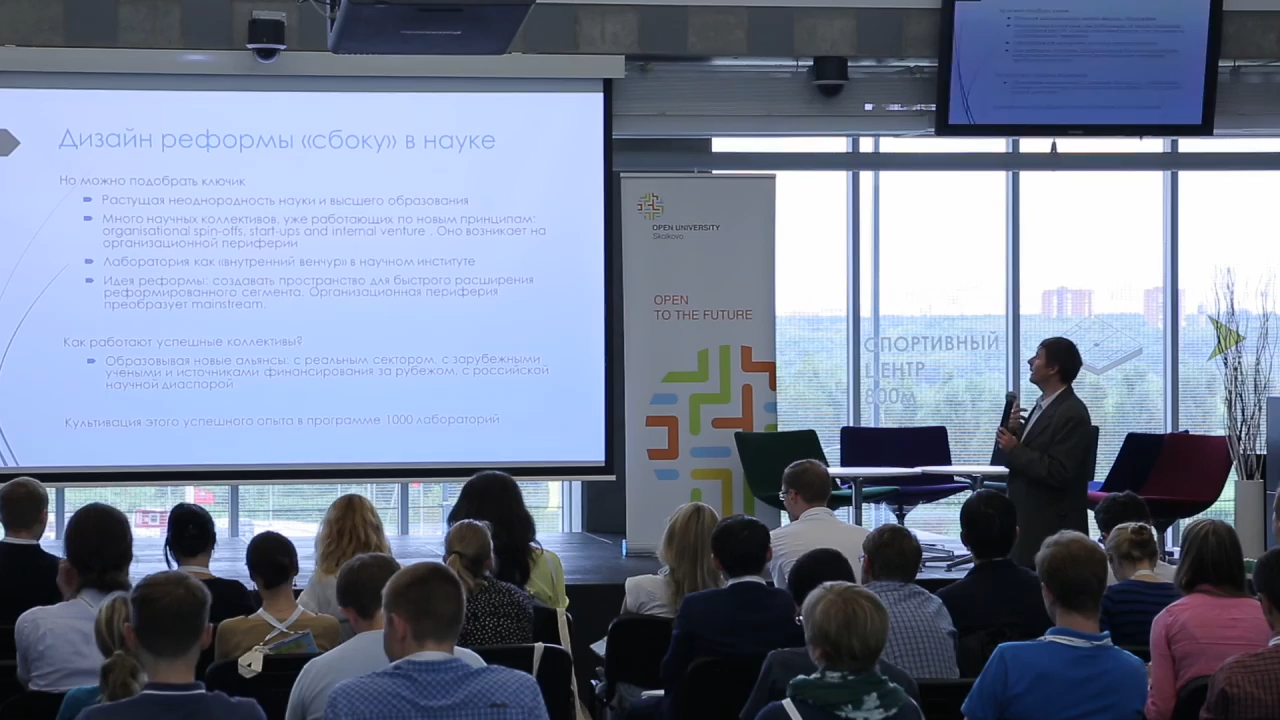 Дизайн реформы «сбоку» в науке
Но можно подобрать ключик
Растущая неоднородность науки и высшего образования
Много научных коллективов, уже работающих по новым принципам:
organisational spin-offs, start-ups and internal venture . Оно возникает на
организационной периферии
Лаборатория как «внутренний венчур» в научном институте
Идея реформы: создавать пространство для быстрого расширения
реформированного сегмента. Организационная периферия
преобразует mainstream.
Как работают успешные коллективы?
Образовывая новые альянсы: с реальным сектором, с зарубежными
учеными и источниками финансирования за рубежом, с российской
научной диаспорой
Культивация этого успешного опыта в программе 1000 лабораторий
OPEN UNIVERSITY
Skolkovo
OPEN
TO THE FUTURE
СПОРТИВНЫЙ
ЦЕНТР
800м